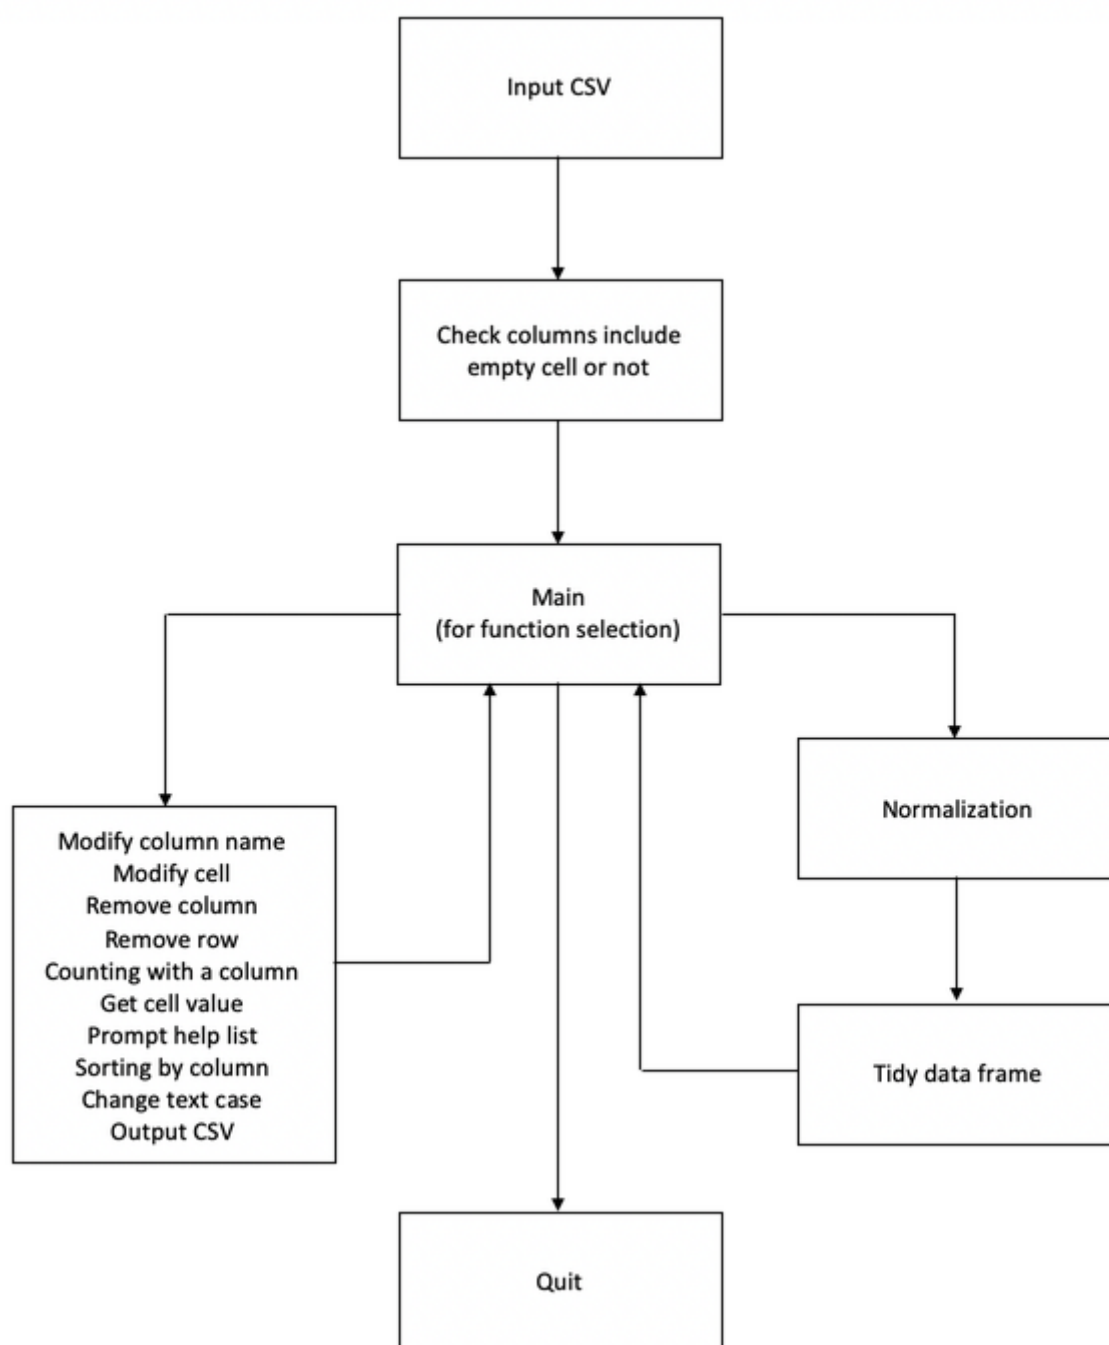 Input CSV
Check columns include
empty cell or not
Main
(for function selection)
Normalization
Modify column name
Modify cell
Remove column
Remove row
Counting with a column
Get cell value
Prompt help list
Sorting by column
Change text case
Output CSV
Tidy data frame
Quit